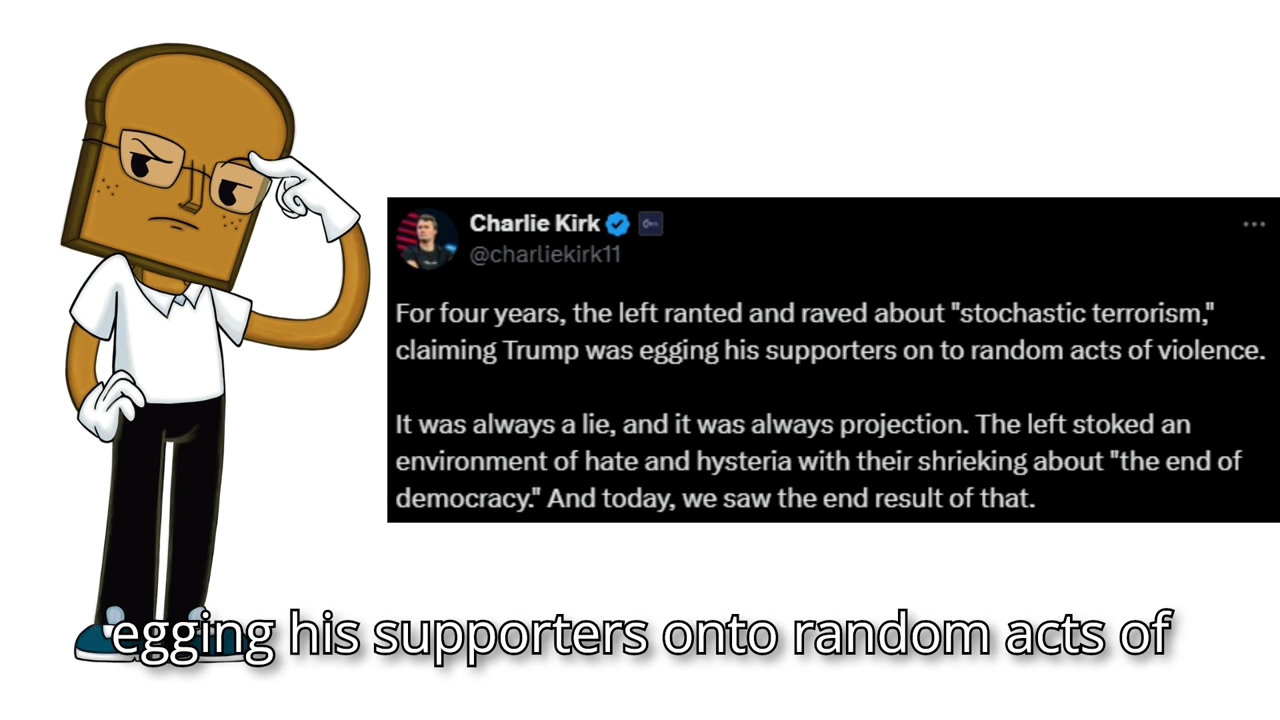 Charlie Kirk
@charliekirk11
For four years, the left ranted and raved about "stochastic terrorism,"
claiming Trump was egging his supporters on to random acts of violence.
It was always a lie, and it was always projection. The left stoked an
environment of hate and hysteria with their shrieking about "the end of
democracy." And today, we saw the end result of that.
egging his supporters onto random acts of